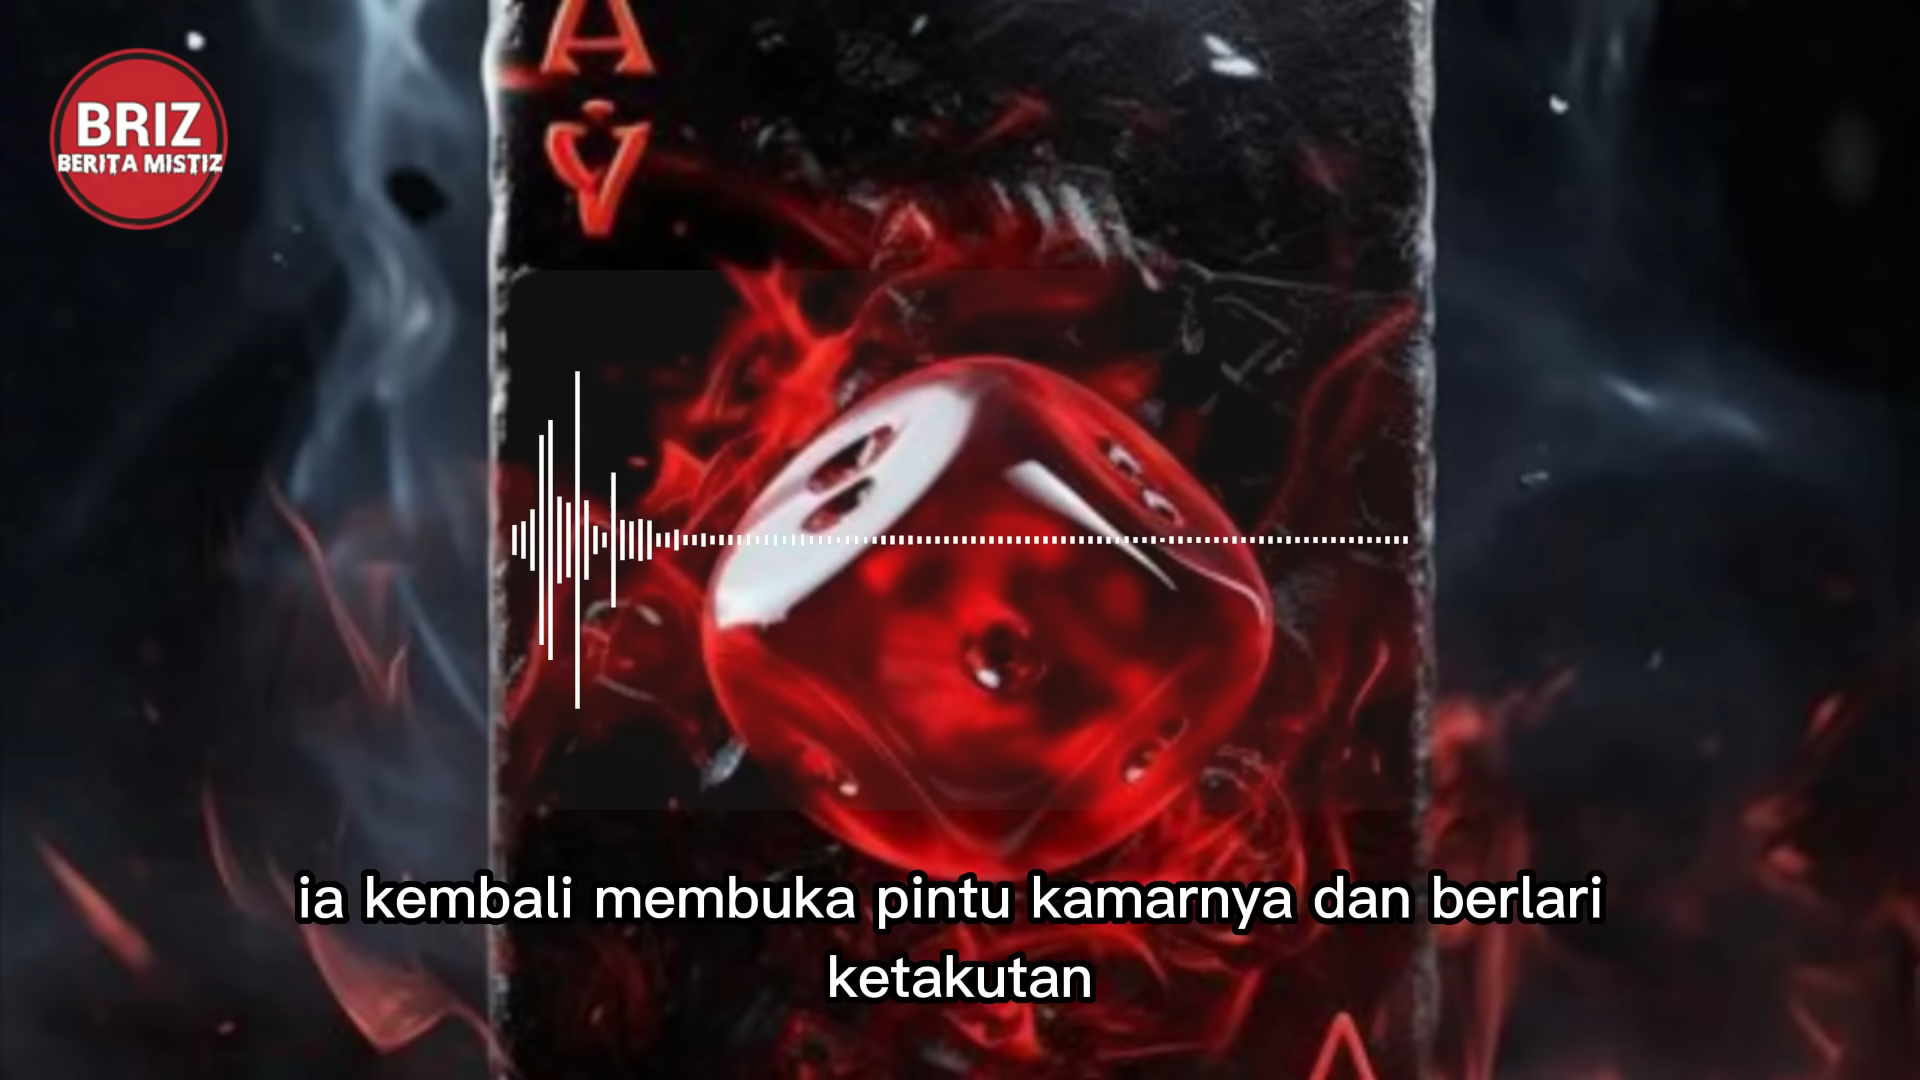 A
A
BRIZ
BERITA MISTIZ
ia kembali membuka pintu kamarnya dan berlari
ketakutan
A